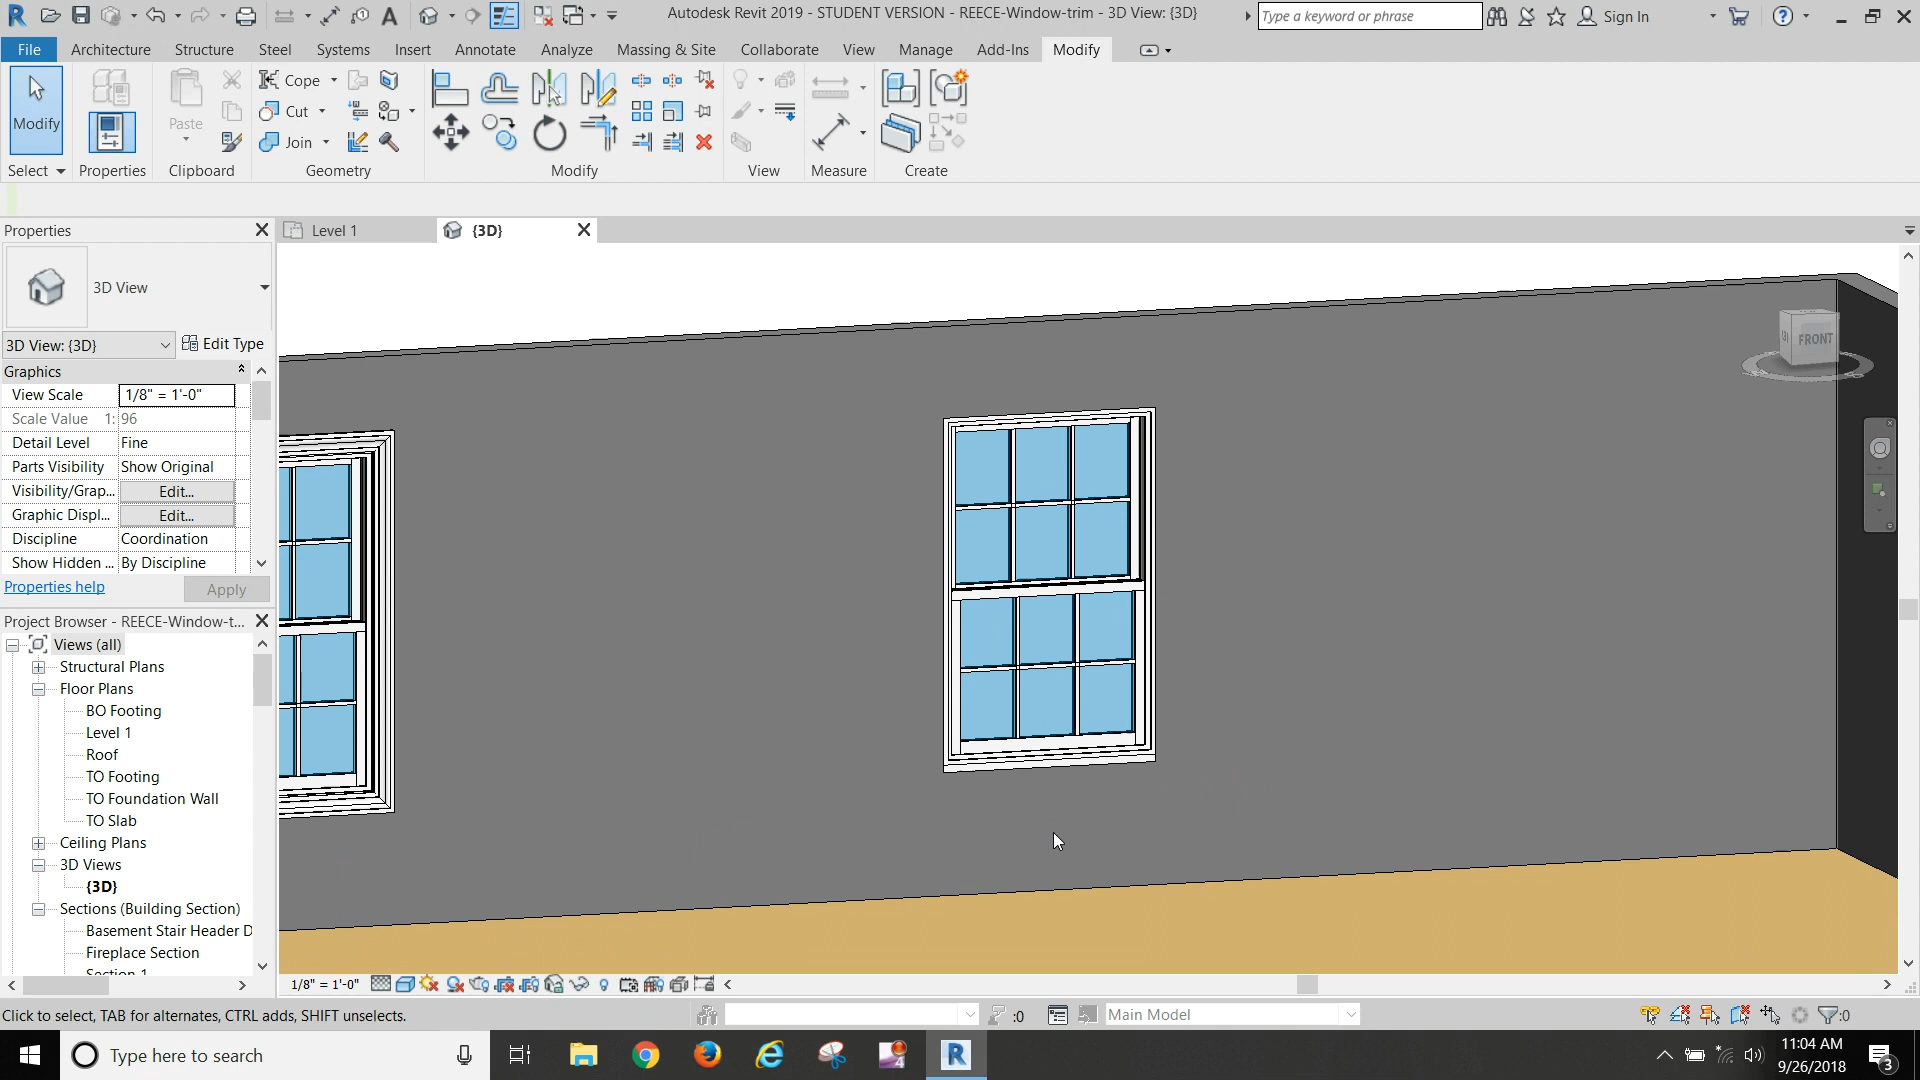 Autodesk Revit 2019 - STUDENT VERSION - REECE-Window-trim - 3D View: {3D}
Type a keyword or phrase
Sign In
File Architecture Structure Steel Systems Insert Annotate Analyze Massing & Site Collaborate View Manage Add-Ins Modify
Modify
Paste
Cope
Cut
Join
Select Properties Clipboard Geometry Modify View Measure Create
Properties
Level 1
{3D}
3D View
3D View: {3D}
Edit Type
Graphics
View Scale 1/8" = 1'-0"
Scale Value 1: 96
Detail Level Fine
Parts Visibility Show Original
Visibility/Grap... Edit...
Graphic Displ... Edit...
Discipline Coordination
Show Hidden ... By Discipline
Properties help
Apply
Project Browser - REECE-Window-t...
Views (all)
Structural Plans
Floor Plans
BO Footing
Level 1
Roof
TO Footing
TO Foundation Wall
TO Slab
Ceiling Plans
3D Views
{3D}
Sections (Building Section)
Basement Stair Header D
Fireplace Section
Section 1
FRONT
1/8" = 1'-0"
Click to select, TAB for alternates, CTRL adds, SHIFT unselects.
:0
Main Model
:0
Type here to search
11:04 AM
9/26/2018
3